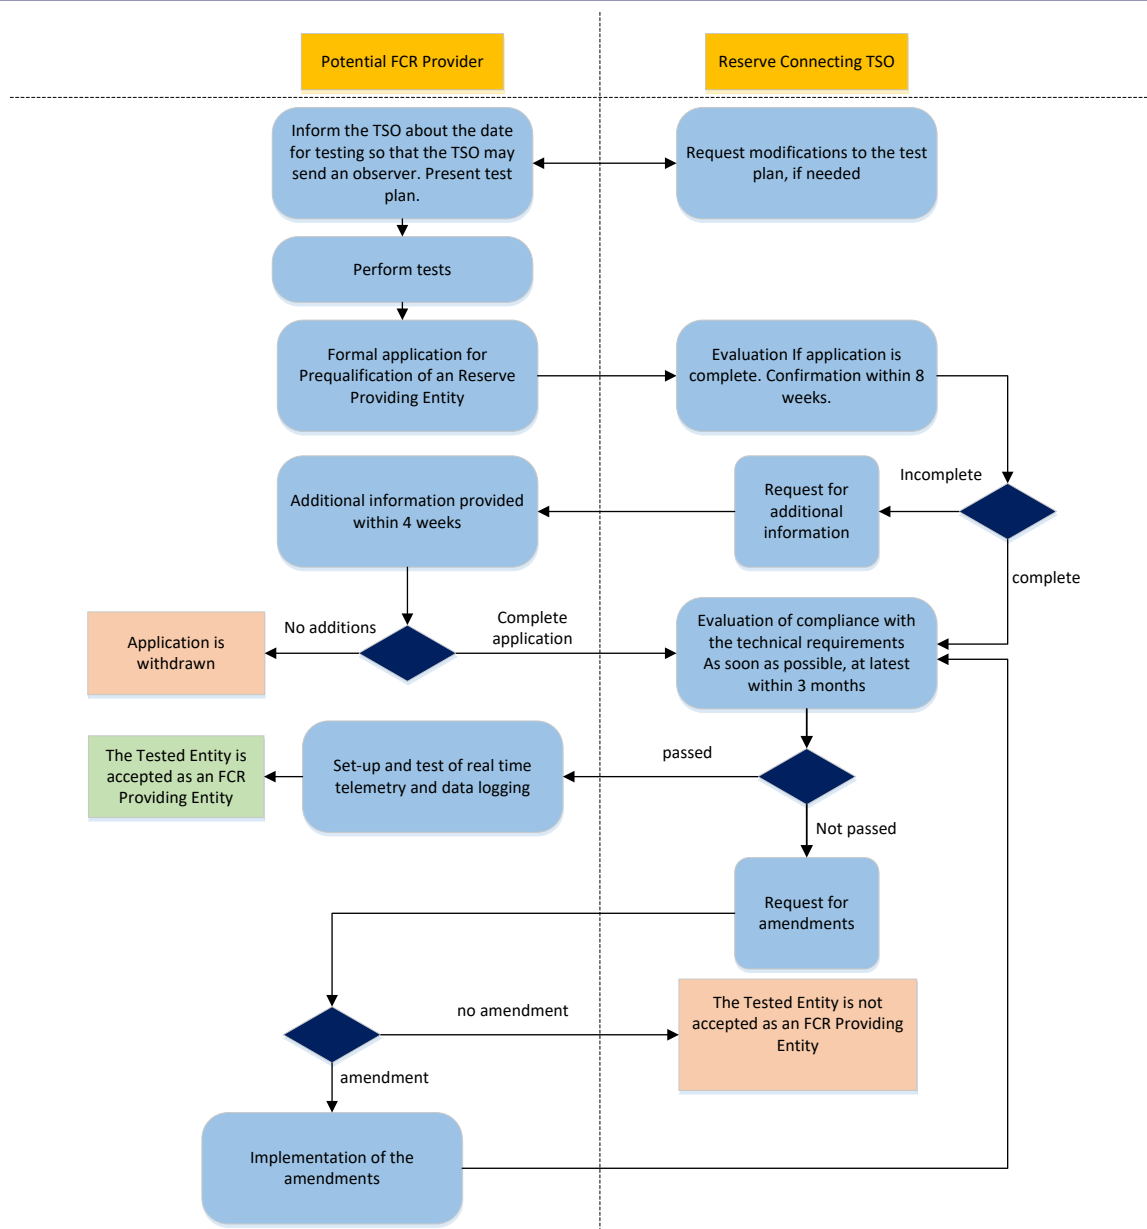 Potential FCR Provider
Reserve Connecting TSO
Inform the TSO about the date
for testing so that the TSO may
send an observer. Present test
plan.
Request modifications to the test
plan, if needed
Perform tests
Formal application for
Prequalification of an Reserve
Providing Entity
Evaluation If application is
complete. Confirmation within 8
weeks.
Incomplete
Request for
additional
information
Additional information provided
within 4 weeks
complete
No additions
Complete
application
Application is
withdrawn
Evaluation of compliance with
the technical requirements
As soon as possible, at latest
within 3 months
passed
Set-up and test of real time
telemetry and data logging
The Tested Entity is
accepted as an FCR
Providing Entity
Not passed
Request for
amendments
no amendment
The Tested Entity is not
accepted as an FCR Providing
Entity
amendment
Implementation of the
amendments